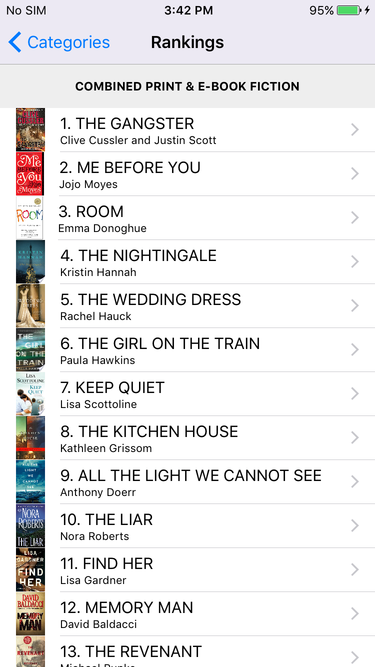 No SIM 3:42 PM 95%
Categories Rankings
COMBINED PRINT & E-BOOK FICTION
1. THE GANGSTER
Clive Cussler and Justin Scott
2. ME BEFORE YOU
Jojo Moyes
3. ROOM
Emma Donoghue
4. THE NIGHTINGALE
Kristin Hannah
5. THE WEDDING DRESS
Rachel Hauck
6. THE GIRL ON THE TRAIN
Paula Hawkins
7. KEEP QUIET
Lisa Scottoline
8. THE KITCHEN HOUSE
Kathleen Grissom
9. ALL THE LIGHT WE CANNOT SEE
Anthony Doerr
10. THE LIAR
Nora Roberts
11. FIND HER
Lisa Gardner
12. MEMORY MAN
David Baldacci
13. THE REVENANT